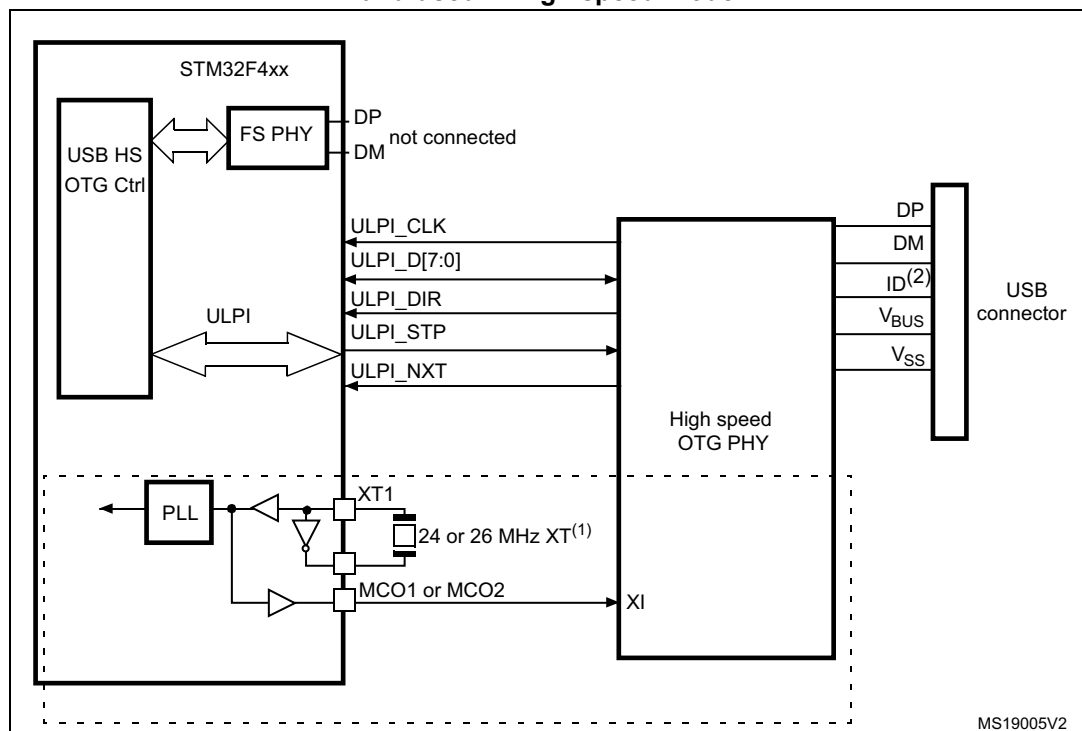 STM32F4xx
FS PHY
DP
not connected
DM
USB HS
OTG Ctrl
ULPI
ULPI_CLK
ULPI_D[7:0]
ULPI_DIR
ULPI_STP
ULPI_NXT
High speed
OTG PHY
DP
DM
ID(2)
VBUS
VSS
USB
connector
PLL
XT1
24 or 26 MHz XT(1)
MCO1 or MCO2
XI
MS19005V2